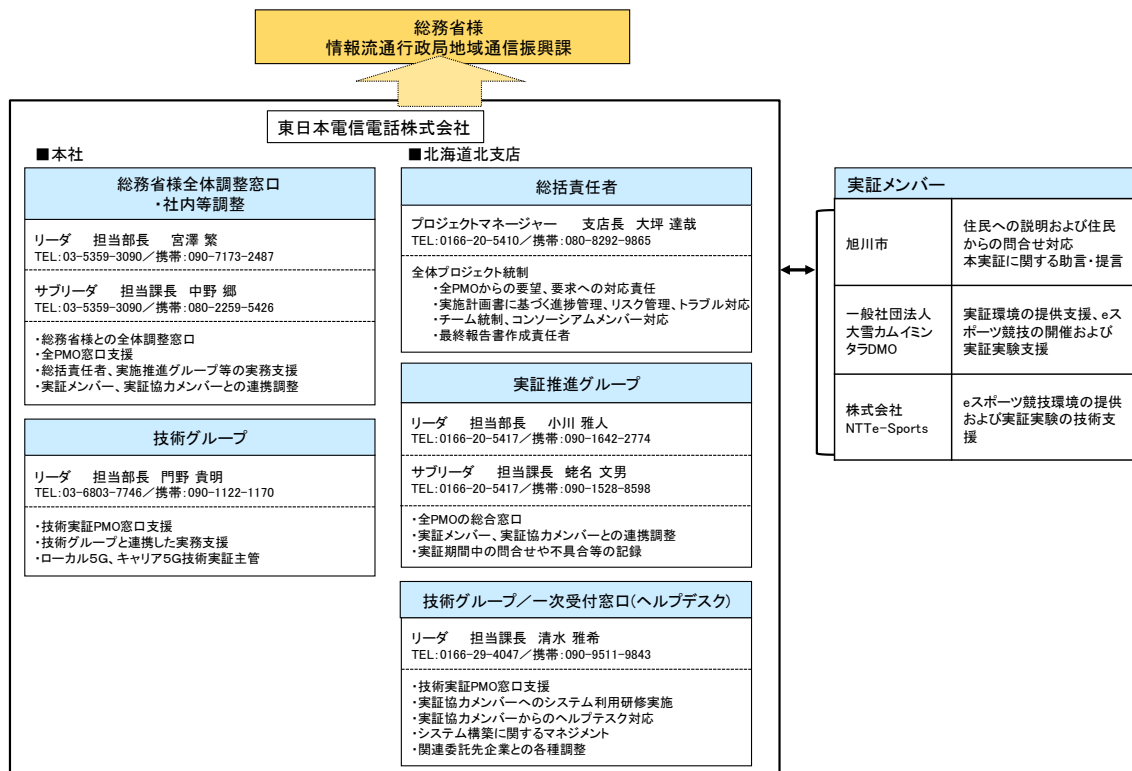 総務省様
情報流通行政局地域通信振興課
東日本電信電話株式会社
■本社
総務省様全体調整窓口
・社内等調整
リーダ　担当部長　宮澤 繁
TEL:03-5359-3090／携帯:090-7173-2487
サブリーダ　担当課長　中野 郷
TEL:03-5359-3090／携帯:080-2259-5426
・総務省様との全体調整窓口
・全PMO窓口支援
・総括責任者、実施推進グループ等の実務支援
・実証メンバー、実証協力メンバーとの連携調整
技術グループ
リーダ　担当部長 門野 貴明
TEL:03-6803-7746／携帯:090-1122-1170
・技術実証PMO窓口支援
・技術グループと連携した実務支援
・ローカル5G、キャリア5G技術実証主管
■北海道北支店
総括責任者
プロジェクトマネージャー　支店長　大坪 達哉
TEL:0166-20-5410／携帯:080-8292-9865
全体プロジェクト統制
・全PMOからの要望、要求への対応責任
・実施計画書に基づく進捗管理、リスク管理、トラブル対応
・チーム統制、コンソーシアムメンバー対応
・最終報告書作成責任者
実証推進グループ
リーダ　担当部長　小川 雅人
TEL:0166-20-5417／携帯:090-1642-2774
サブリーダ　担当課長　蛯名 文男
TEL:0166-20-5417／携帯:090-1528-8598
・全PMOの総合窓口
・実証メンバー、実証協力メンバーとの連携調整
・実証期間中の問合せや不具合等の記録
技術グループ／一次受付窓口(ヘルプデスク)
リーダ　担当課長　清水 雅希
TEL:0166-29-4047／携帯:090-9511-9843
・技術実証PMO窓口支援
・実証協力メンバーへのシステム利用研修実施
・実証協力メンバーからのヘルプテスク対応
・システム構築に関するマネジメント
・関連委託先企業との各種調整
実証メンバー
旭川市
住民への説明および住民
からの問合せ対応
本実証に関する助言・提言
一般社団法人
大雪カムイミン
タラDMO
実証環境の提供支援、eス
ポーツ競技の開催および
実証実験支援
株式会社
NTTe-Sports
eスポーツ競技環境の提供
および実証実験の技術支
援